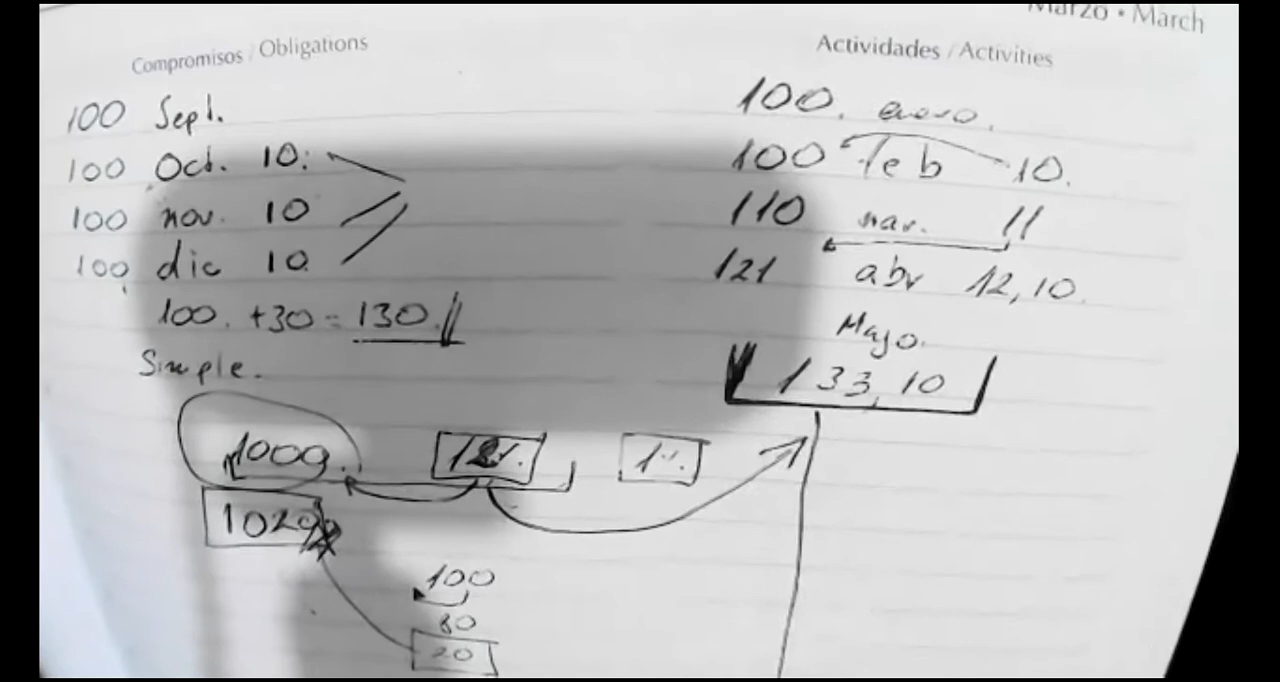 Marzo • March
Compromisos / Obligations
100 Sept.
100 Oct. 10.
100 nov. 10
100 dic 10.
100. +30 = 130.
Simple.
Actividades / Activities
100. enero.
100 Feb 10.
110 mar. 11
121 abr 12,10.
Mayo.
133,10
1000. 12%. 1%.
1020
100
80
20